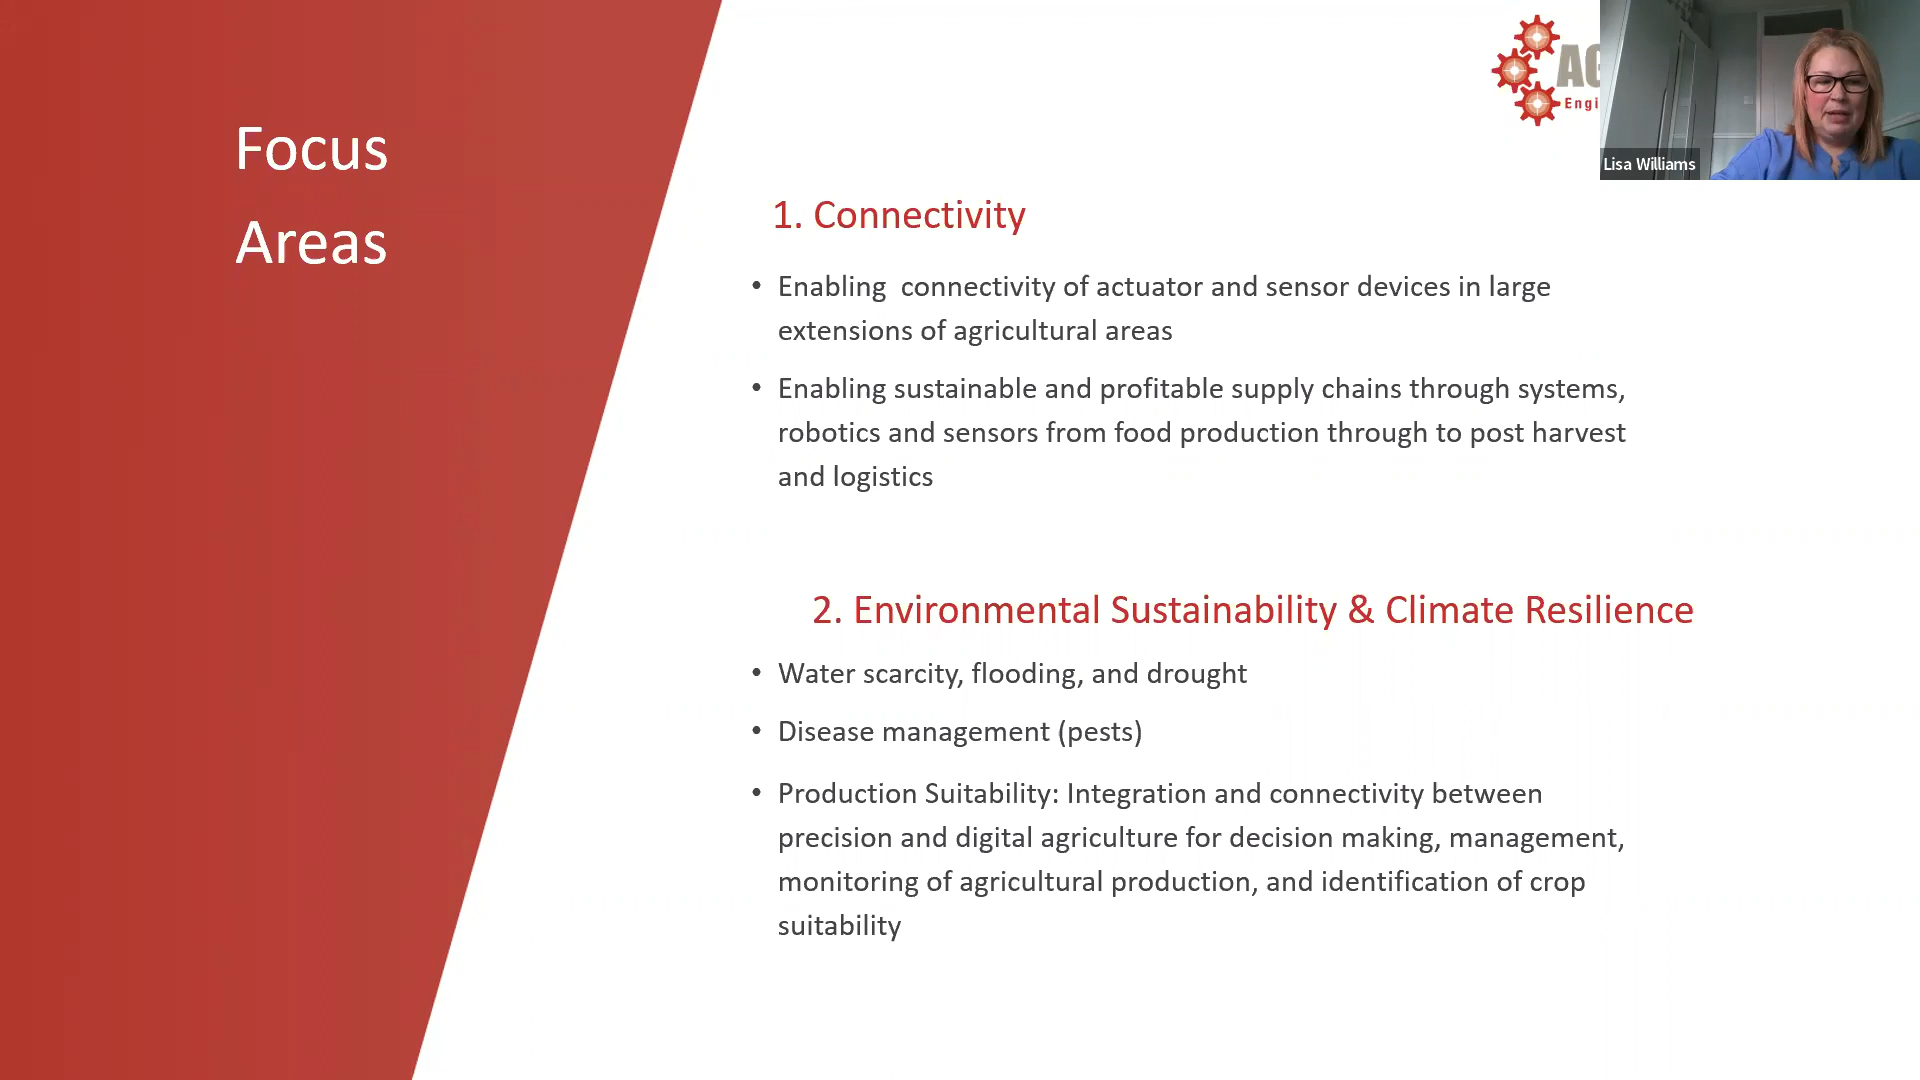 Focus
Areas
Lisa Williams
1. Connectivity
• Enabling  connectivity of actuator and sensor devices in large
extensions of agricultural areas
• Enabling sustainable and profitable supply chains through systems,
robotics and sensors from food production through to post harvest
and logistics
2. Environmental Sustainability & Climate Resilience
• Water scarcity, flooding, and drought
• Disease management (pests)
• Production Suitability: Integration and connectivity between
precision and digital agriculture for decision making, management,
monitoring of agricultural production, and identification of crop
suitability